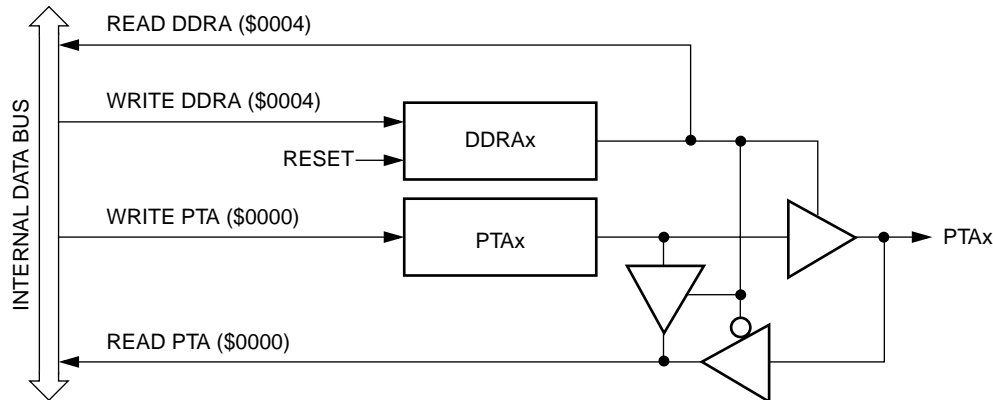 READ DDRA ($0004)
WRITE DDRA ($0004)
DDRAx
RESET
WRITE PTA ($0000)
PTAx
PTAx
READ PTA ($0000)
INTERNAL DATA BUS